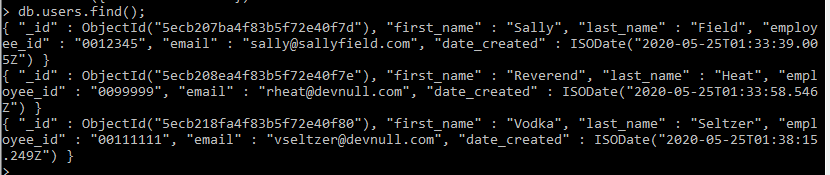 > db.users.find();
{ "_id" : ObjectId("5ecb207ba4f83b5f72e40f7d"), "first_name" : "Sally", "last_name" : "Field", "employ
ee_id" : "0012345", "email" : "sally@sallyfield.com", "date_created" : ISODate("2020-05-25T01:33:39.00
5Z") }
{ "_id" : ObjectId("5ecb208ea4f83b5f72e40f7e"), "first_name" : "Reverend", "last_name" : "Heat", "empl
oyee_id" : "0099999", "email" : "rheat@devnull.com", "date_created" : ISODate("2020-05-25T01:33:58.546
Z") }
{ "_id" : ObjectId("5ecb218fa4f83b5f72e40f80"), "first_name" : "Vodka", "last_name" : "Seltzer", "empl
oyee_id" : "00111111", "email" : "vseltzer@devnull.com", "date_created" : ISODate("2020-05-25T01:38:15
.249Z") }
>